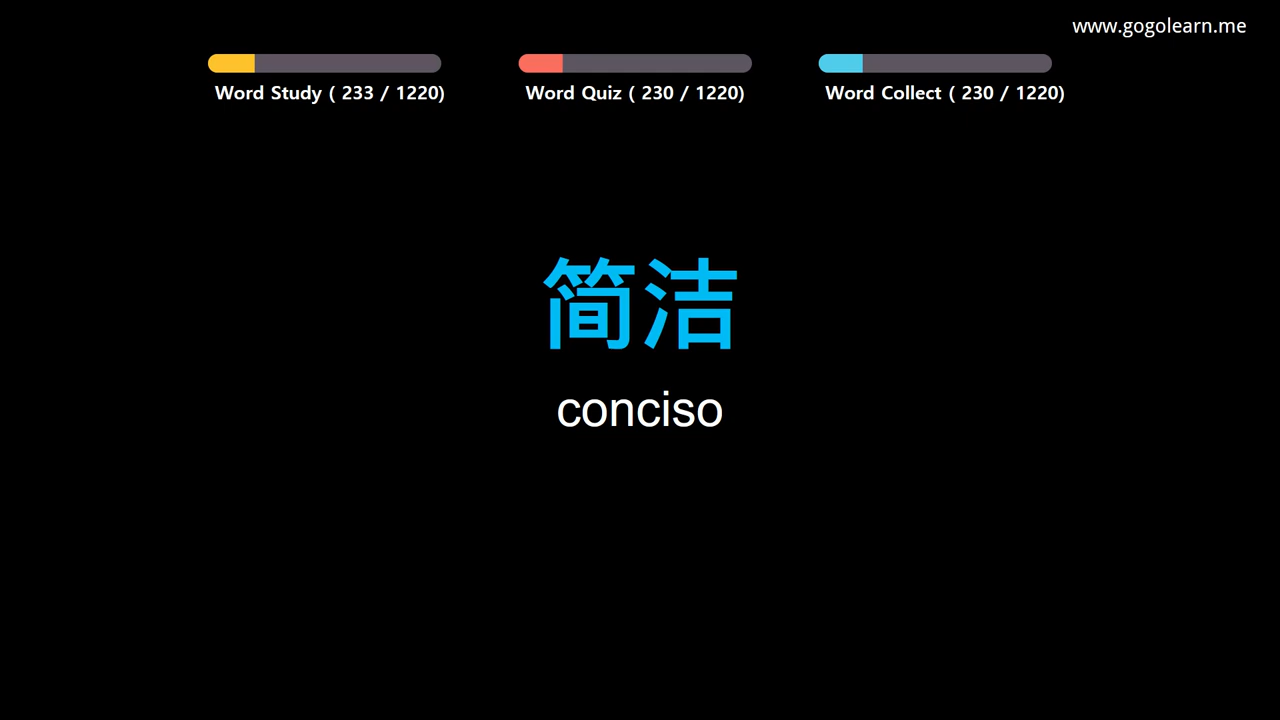 www.gogolearn.me
Word Study ( 233 / 1220)
Word Quiz ( 230 / 1220)
Word Collect ( 230 / 1220)
简洁
conciso